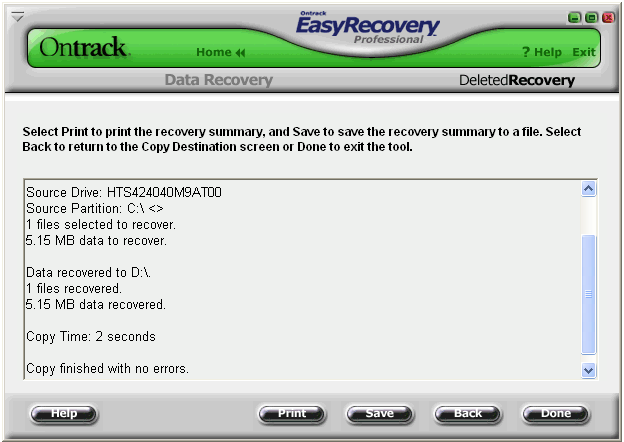 Ontrack
EasyRecovery
Professional
Ontrack
Home
? Help Exit
Data Recovery
DeletedRecovery
Select Print to print the recovery summary, and Save to save the recovery summary to a file. Select
Back to return to the Copy Destination screen or Done to exit the tool.
Source Drive: HTS424040M9AT00
Source Partition: C:\ <>
1 files selected to recover.
5.15 MB data to recover.
Data recovered to D:\.
1 files recovered.
5.15 MB data recovered.
Copy Time: 2 seconds
Copy finished with no errors.
Help Print Save Back Done